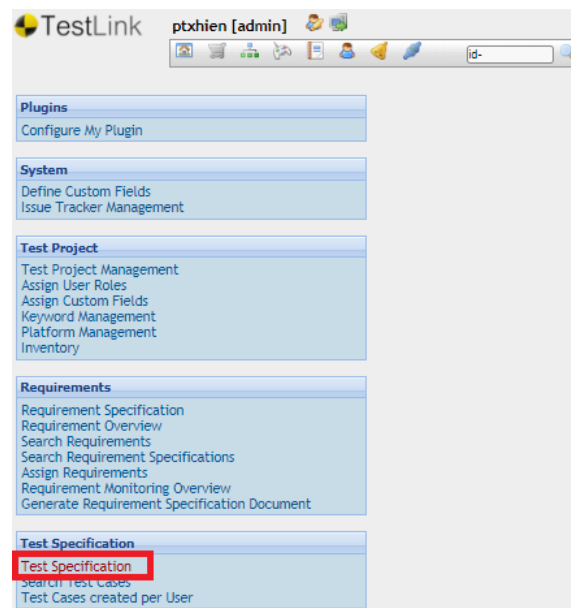 TestLink
ptxhien [admin]
id-
Plugins
Configure My Plugin
System
Define Custom Fields
Issue Tracker Management
Test Project
Test Project Management
Assign User Roles
Assign Custom Fields
Keyword Management
Platform Management
Inventory
Requirements
Requirement Specification
Requirement Overview
Search Requirements
Search Requirement Specifications
Assign Requirements
Requirement Monitoring Overview
Generate Requirement Specification Document
Test Specification
Test Specification
Search Test Cases
Test Cases created per User